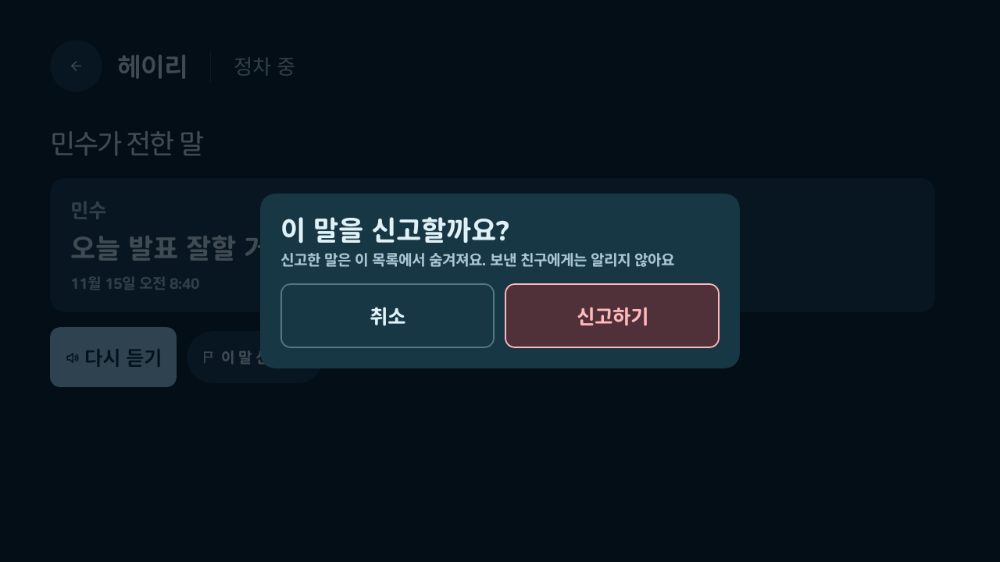 헤이리
정차 중
민수가 전한 말
민수
오늘 발표 잘할
11월 15일 오전 8:40
이 말을 신고할까요?
신고한 말은 이 목록에서 숨겨져요. 보낸 친구에게는 알리지 않아요
취소
신고하기
다시 듣기
이 말